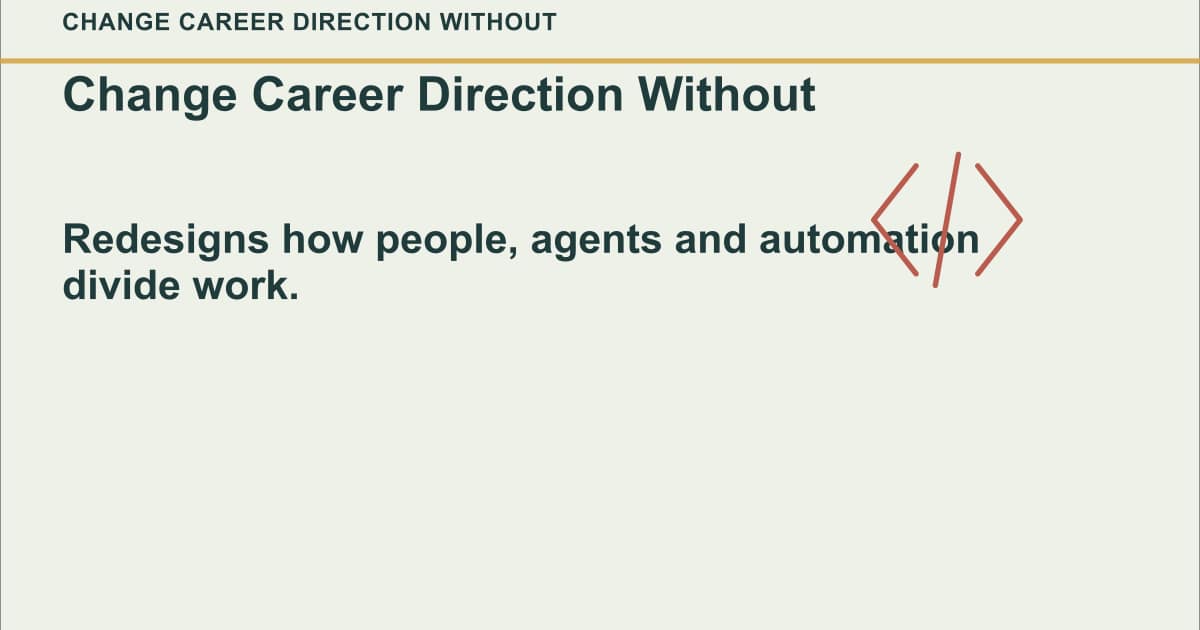 CHANGE CAREER DIRECTION WITHOUT
Change Career Direction Without
Redesigns how people, agents and automation
divide work.